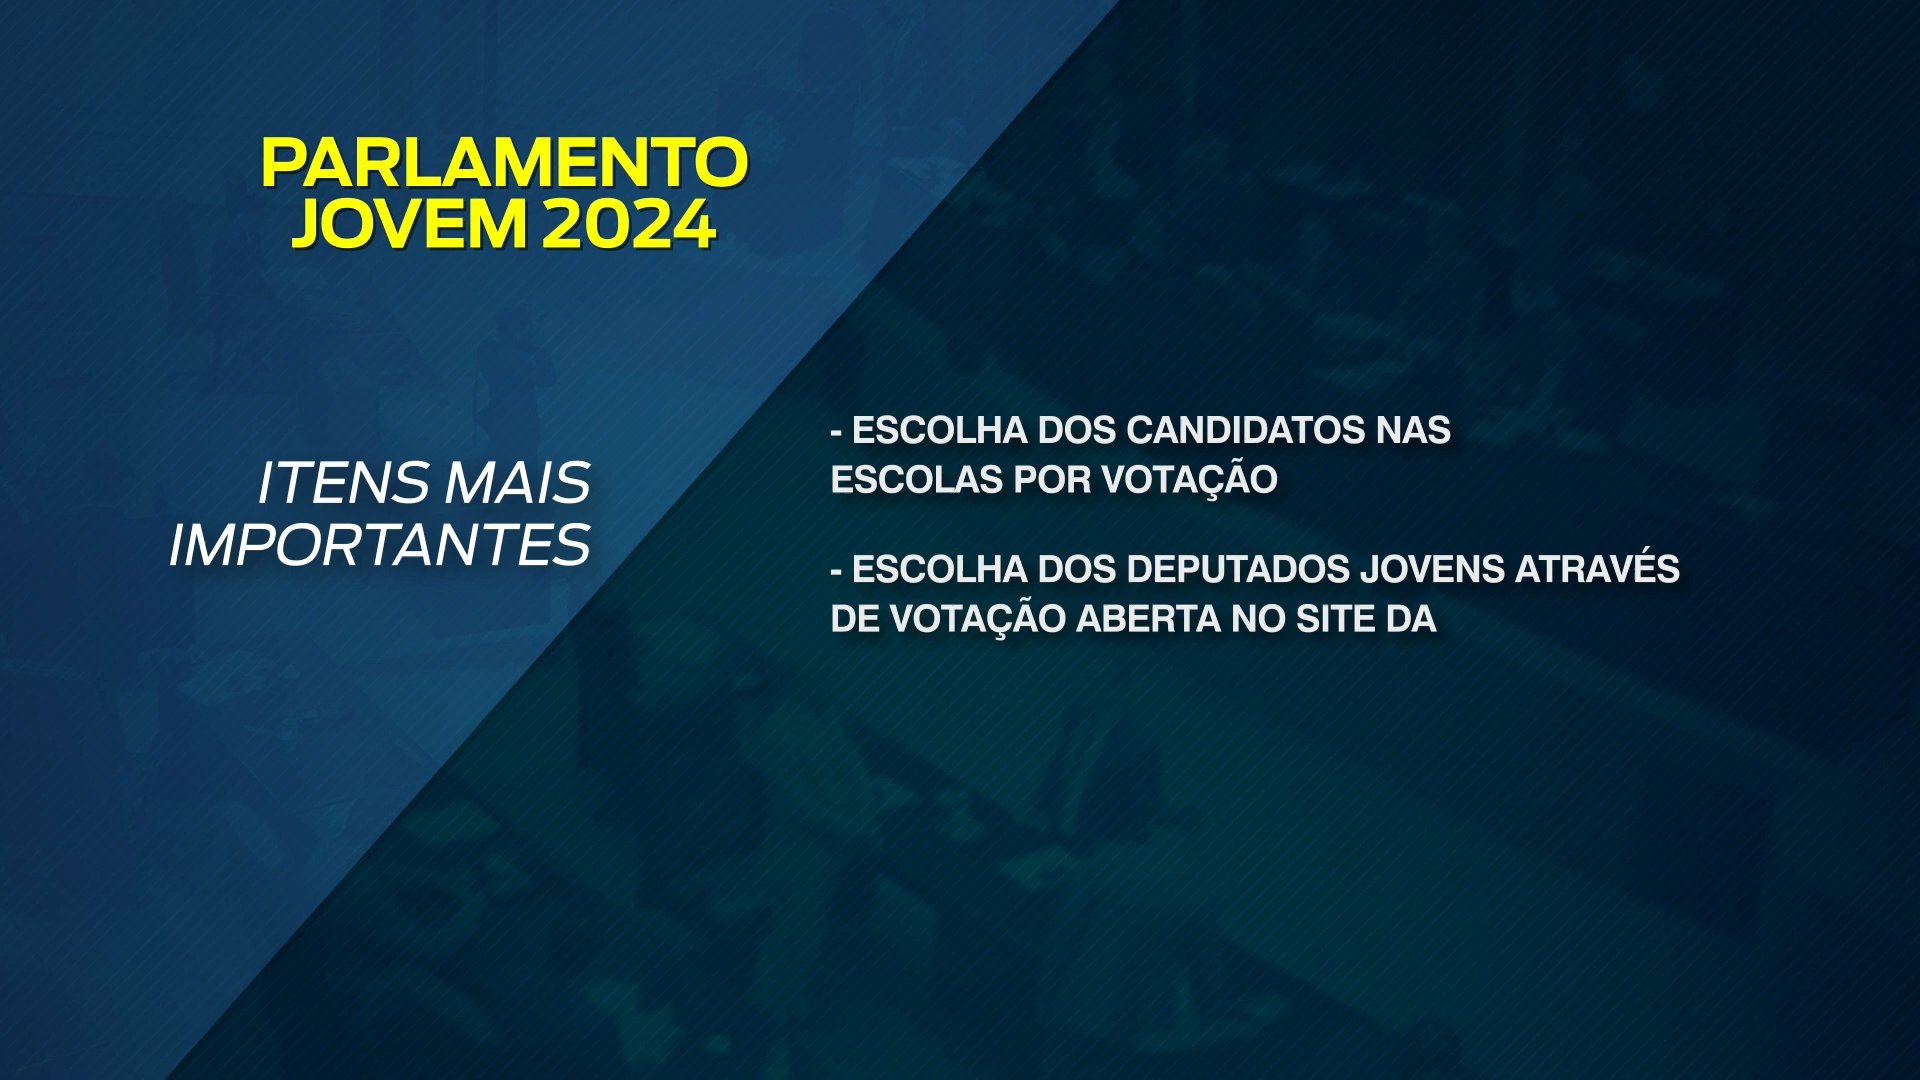 PARLAMENTO
JOVEM 2024
ITENS MAIS
IMPORTANTES
- ESCOLHA DOS CANDIDATOS NAS
ESCOLAS POR VOTAÇÃO
- ESCOLHA DOS DEPUTADOS JOVENS ATRAVÉS
DE VOTAÇÃO ABERTA NO SITE DA